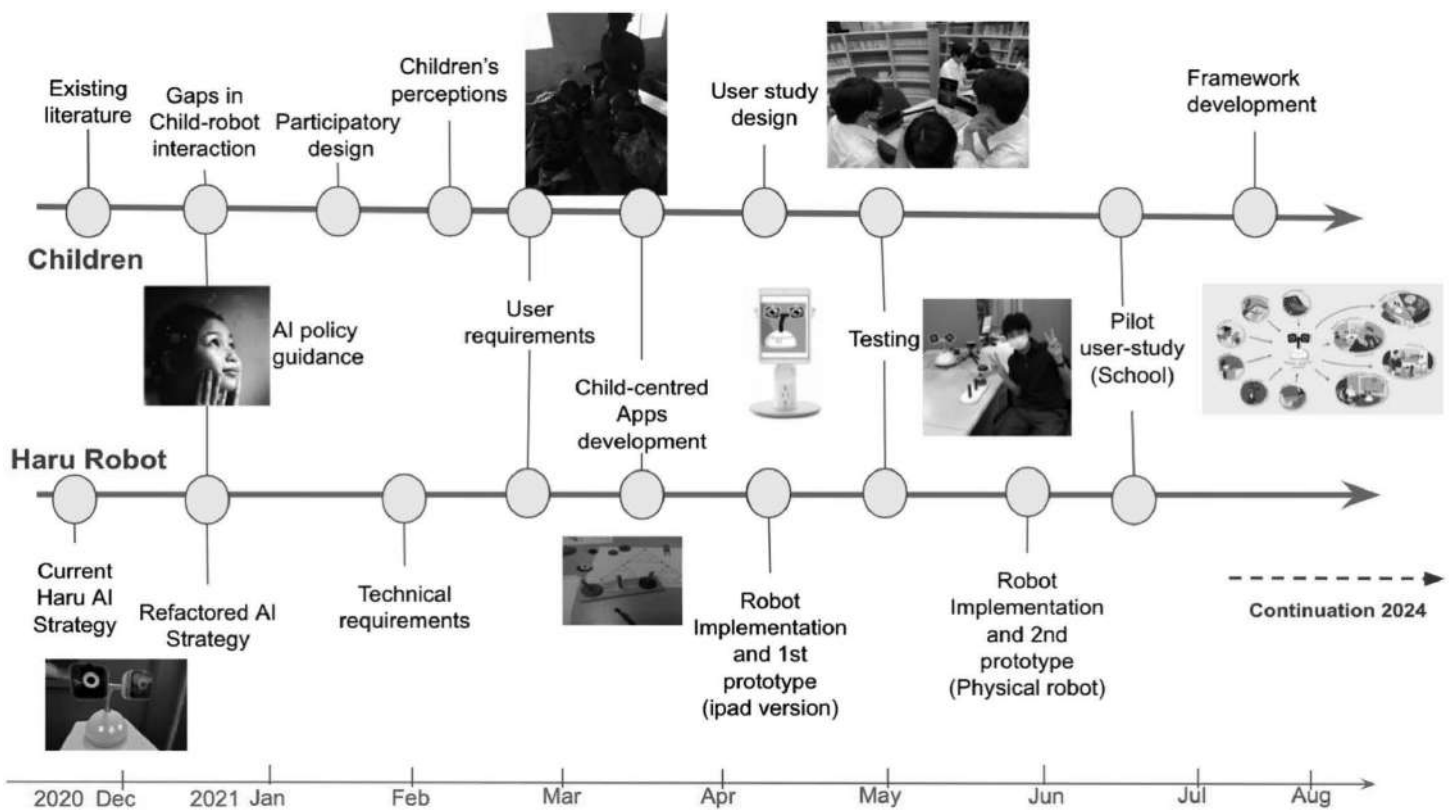 Existing
literature
Gaps in
Child-robot
interaction
Participatory
design
Children's
perceptions
User study
design
Framework
development
Children
AI policy
guidance
User
requirements
Child-centred
Apps
development
Testing
Pilot
user-study
(School)
Haru Robot
Current
Haru AI
Strategy
Refactored AI
Strategy
Technical
requirements
Robot
Implementation
and 1st
prototype
(ipad version)
Robot
Implementation
and 2nd
prototype
(Physical robot)
Continuation 2024
2020 Dec 2021 Jan Feb Mar Apr May Jun Jul Aug